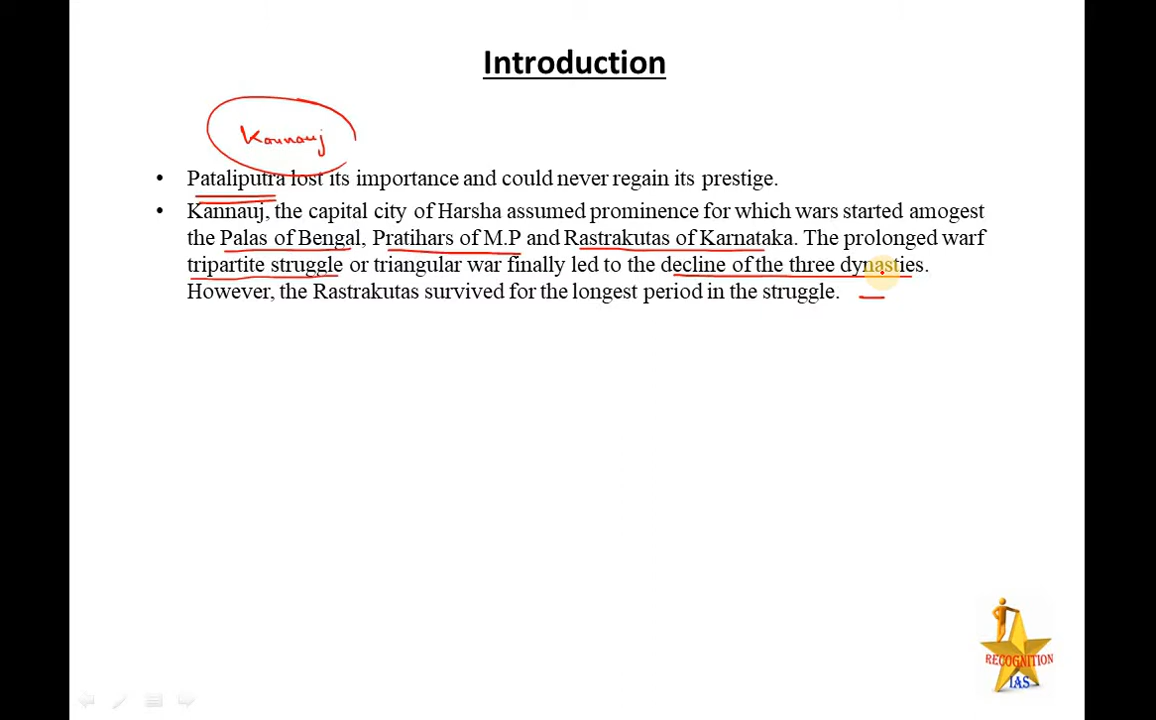 Introduction
Kannauj
• Pataliputra lost its importance and could never regain its prestige.
• Kannauj, the capital city of Harsha assumed prominence for which wars started amogest
the Palas of Bengal, Pratihars of M.P and Rastrakutas of Karnataka. The prolonged warf
tripartite struggle or triangular war finally led to the decline of the three dynasties.
However, the Rastrakutas survived for the longest period in the struggle.
RECOGNITION
IAS